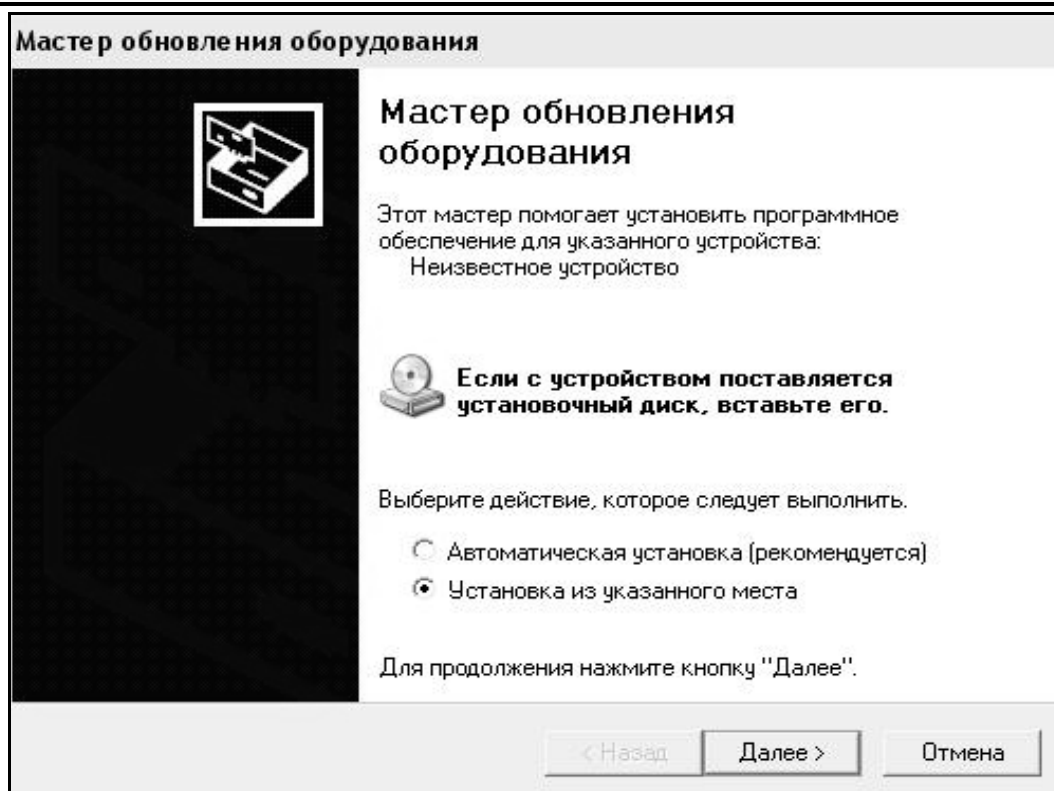 Мастер обновления оборудования
Мастер обновления
оборудования
Этот мастер помогает установить программное
обеспечение для указанного устройства:
Неизвестное устройство
Если с устройством поставляется
установочный диск, вставьте его.
Выберите действие, которое следует выполнить.
Автоматическая установка (рекомендуется)
Установка из указанного места
Для продолжения нажмите кнопку "Далее".
< Назад
Далее >
Отмена